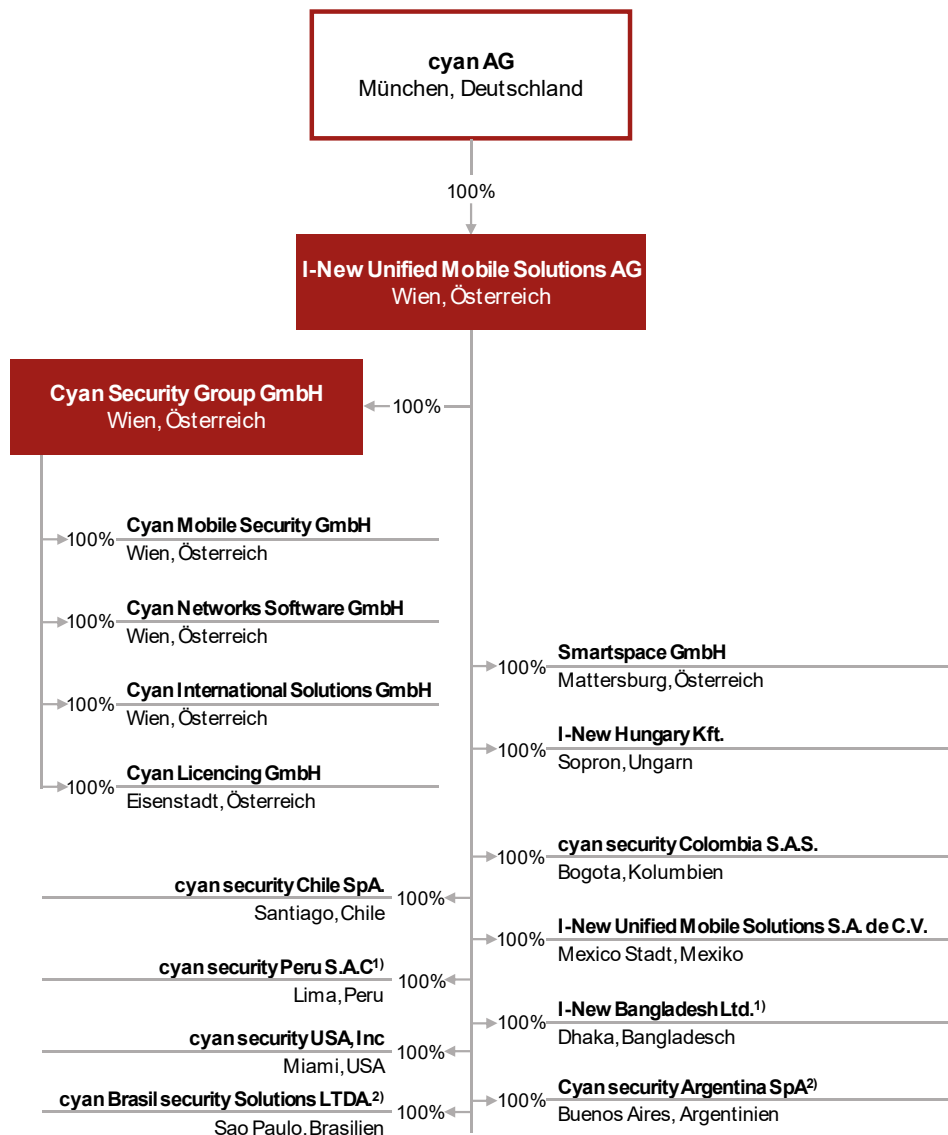 cyan AG
München, Deutschland
100%
I-New Unified Mobile Solutions AG
Wien, Österreich
Cyan Security Group GmbH
Wien, Österreich
100%
100%
Cyan Mobile Security GmbH
Wien, Österreich
100%
Cyan Networks Software GmbH
Wien, Österreich
100%
Cyan International Solutions GmbH
Wien, Österreich
100%
Cyan Licencing GmbH
Eisenstadt, Österreich
100%
Smartspace GmbH
Mattersburg, Österreich
100%
I-New Hungary Kft.
Sopron, Ungarn
100%
cyan security Colombia S.A.S.
Bogota, Kolumbien
cyan security Chile SpA.
100%
Santiago, Chile
100%
I-New Unified Mobile Solutions S.A. de C.V.
Mexico Stadt, Mexiko
cyan security Peru S.A.C1)
100%
Lima, Peru
100%
I-New Bangladesh Ltd.1)
Dhaka, Bangladesch
cyan security USA, Inc
100%
Miami, USA
100%
Cyan security Argentina SpA2)
Buenos Aires, Argentinien
cyan Brasil security Solutions LTDA.2)
100%
Sao Paulo, Brasilien